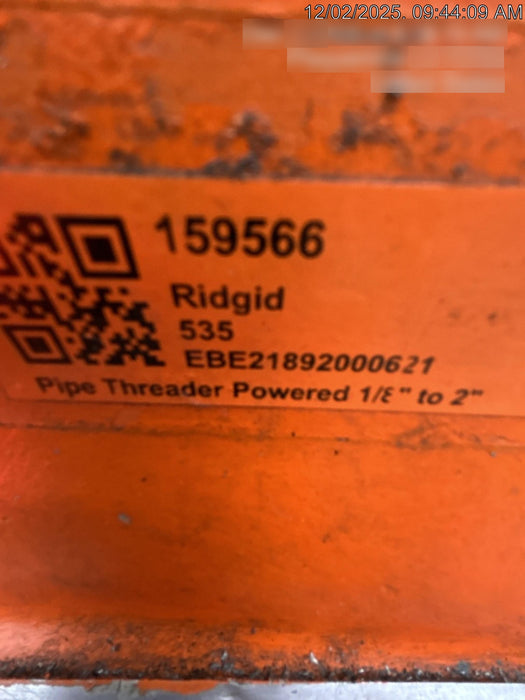 12/02/2025. 09:44:09 AM
159566
Ridgid
535
EBE21892000621
Pipe Threader Powered 1/8" to 2"